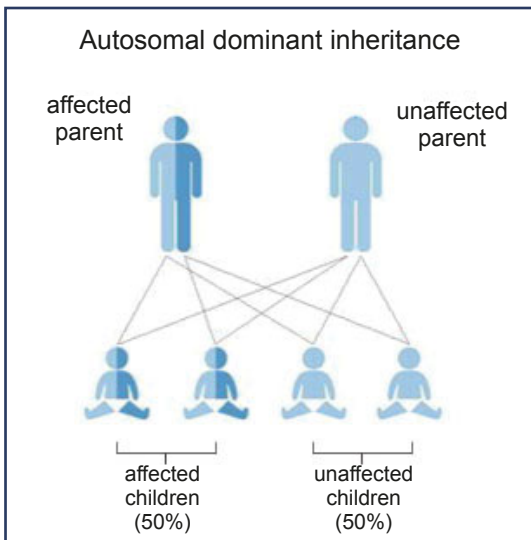 Autosomal dominant inheritance
affected
parent
unaffected
parent
affected
children
(50%)
unaffected
children
(50%)